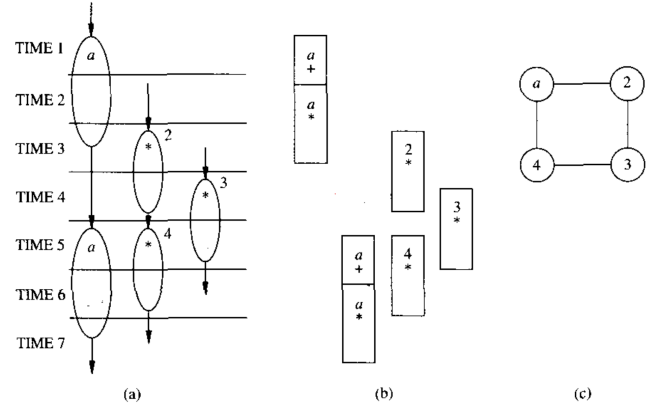 TIME 1
TIME 2
TIME 3
TIME 4
TIME 5
TIME 6
TIME 7
a
*
2
*
3
a
*
4
(a)
a
+
a
*
2
*
3
*
a
+
4
*
a
*
(b)
a
2
4
3
(c)